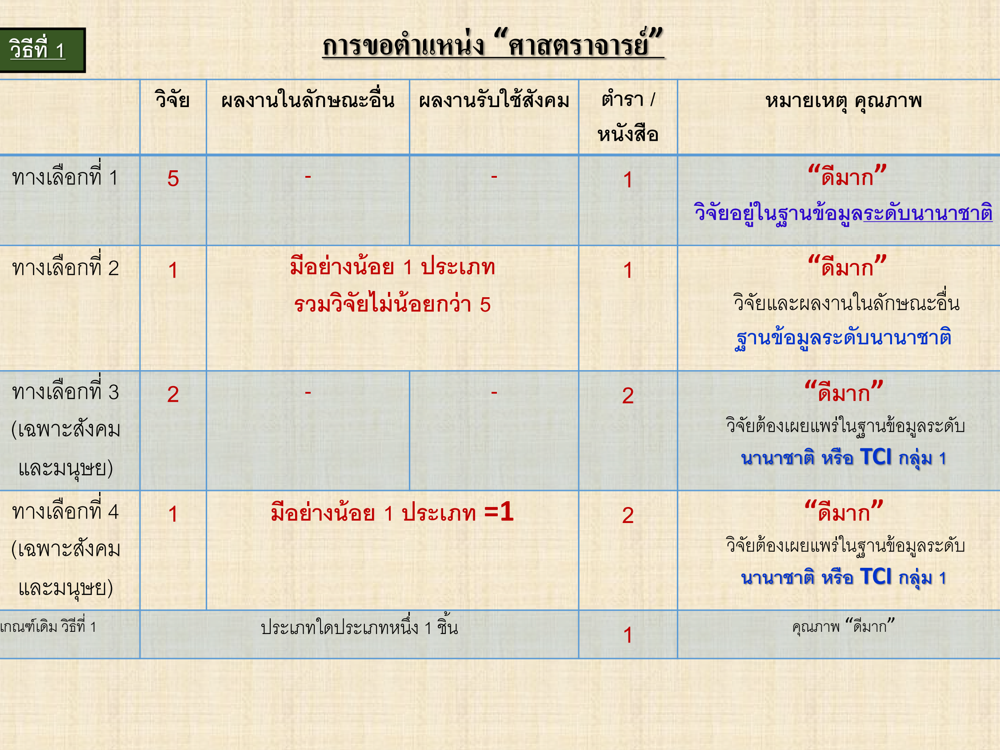 วิธีที่ 1
การขอตำแหน่ง “ศาสตราจารย์”
วิจัย
ผลงานในลักษณะอื่น
ผลงานรับใช้สังคม
ตำรา /
หนังสือ
หมายเหตุ คุณภาพ
ทางเลือกที่ 1
5
-
-
1
“ดีมาก”
วิจัยอยู่ในฐานข้อมูลระดับนานาชาติ
ทางเลือกที่ 2
1
มีอย่างน้อย 1 ประเภท
รวมวิจัยไม่น้อยกว่า 5
1
“ดีมาก”
วิจัยและผลงานในลักษณะอื่น
ฐานข้อมูลระดับนานาชาติ
ทางเลือกที่ 3
(เฉพาะสังคม
และมนุษย)
2
-
-
2
“ดีมาก”
วิจัยต้องเผยแพร่ในฐานข้อมูลระดับ
นานาชาติ หรือ TCI กลุ่ม 1
ทางเลือกที่ 4
(เฉพาะสังคม
และมนุษย)
1
มีอย่างน้อย 1 ประเภท =1
2
“ดีมาก”
วิจัยต้องเผยแพร่ในฐานข้อมูลระดับ
นานาชาติ หรือ TCI กลุ่ม 1
เกณฑ์เดิม วิธีที่ 1
ประเภทใดประเภทหนึ่ง 1 ชิ้น
1
คุณภาพ “ดีมาก”